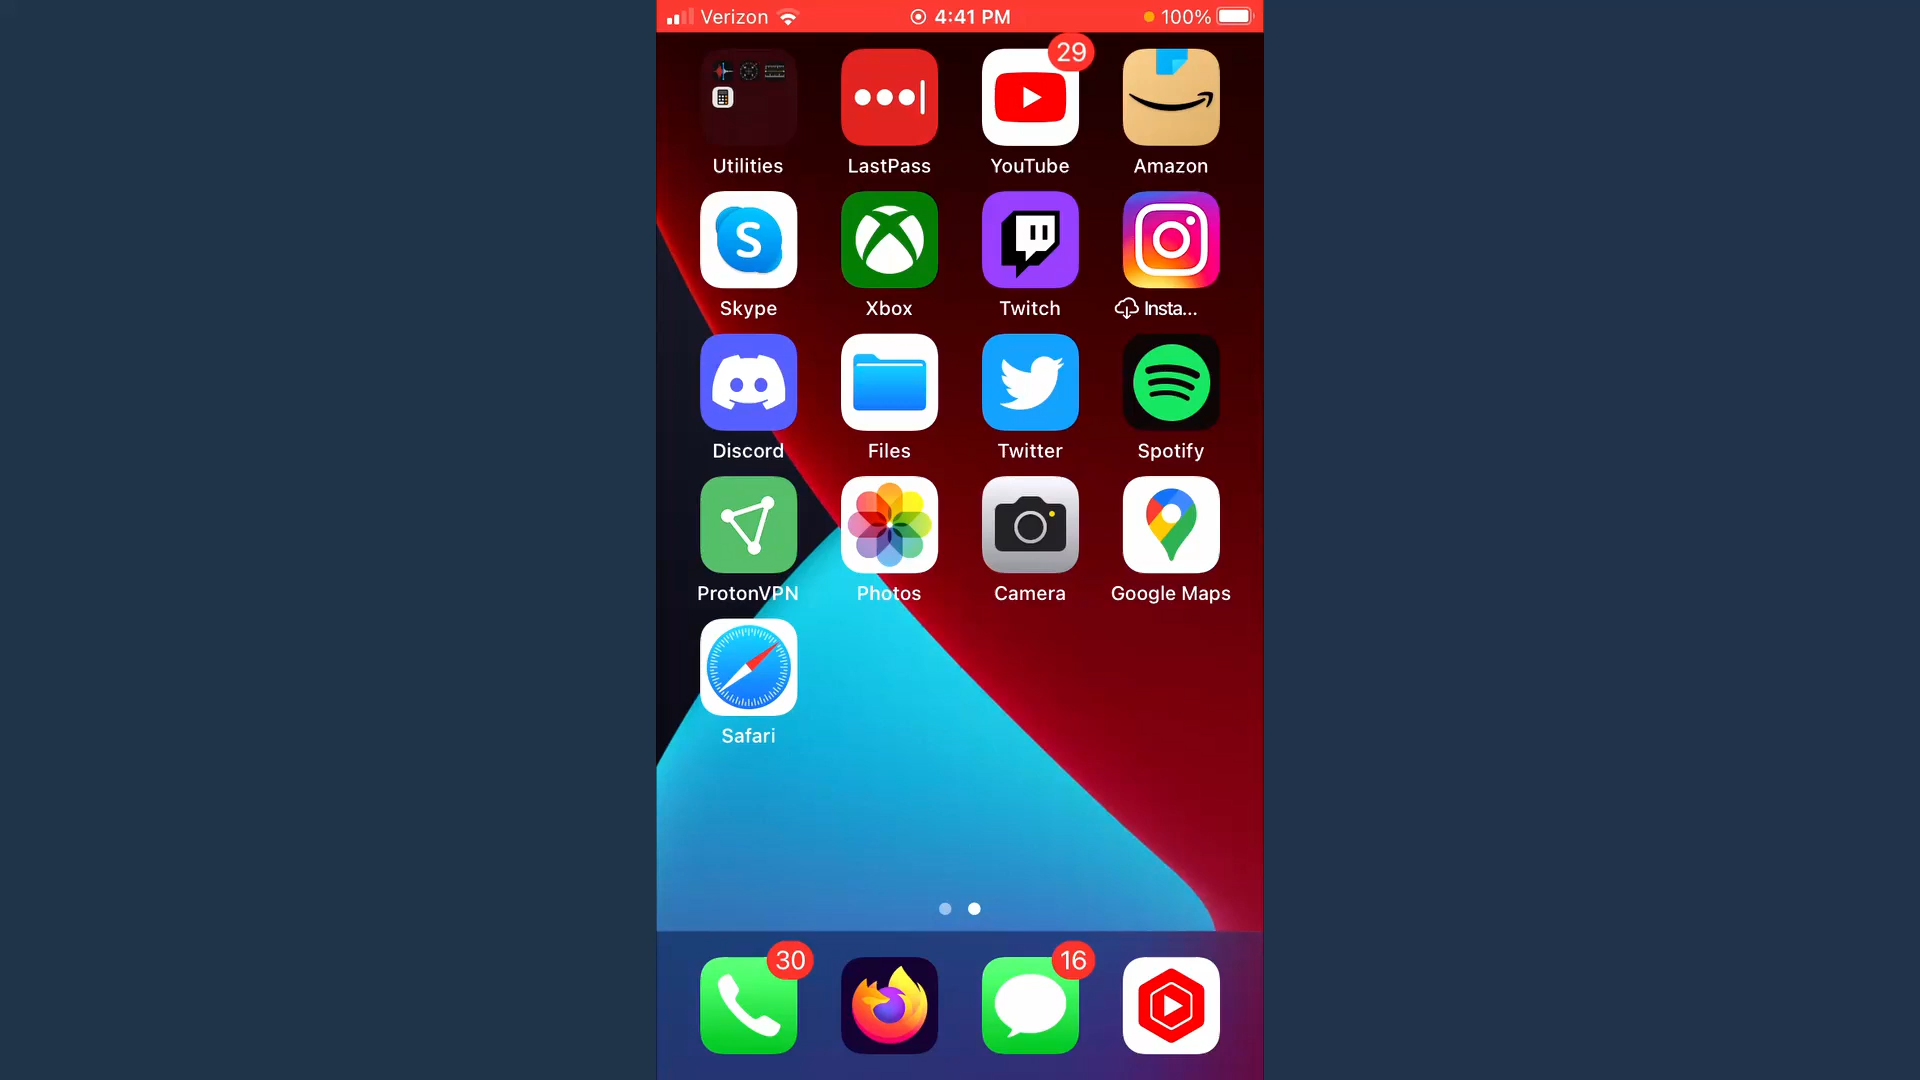 Verizon 4:41 PM 100%
29
Utilities LastPass YouTube Amazon
S
Skype Xbox Twitch Insta...
Discord Files Twitter Spotify
ProtonVPN Photos Camera Google Maps
Safari
30 16